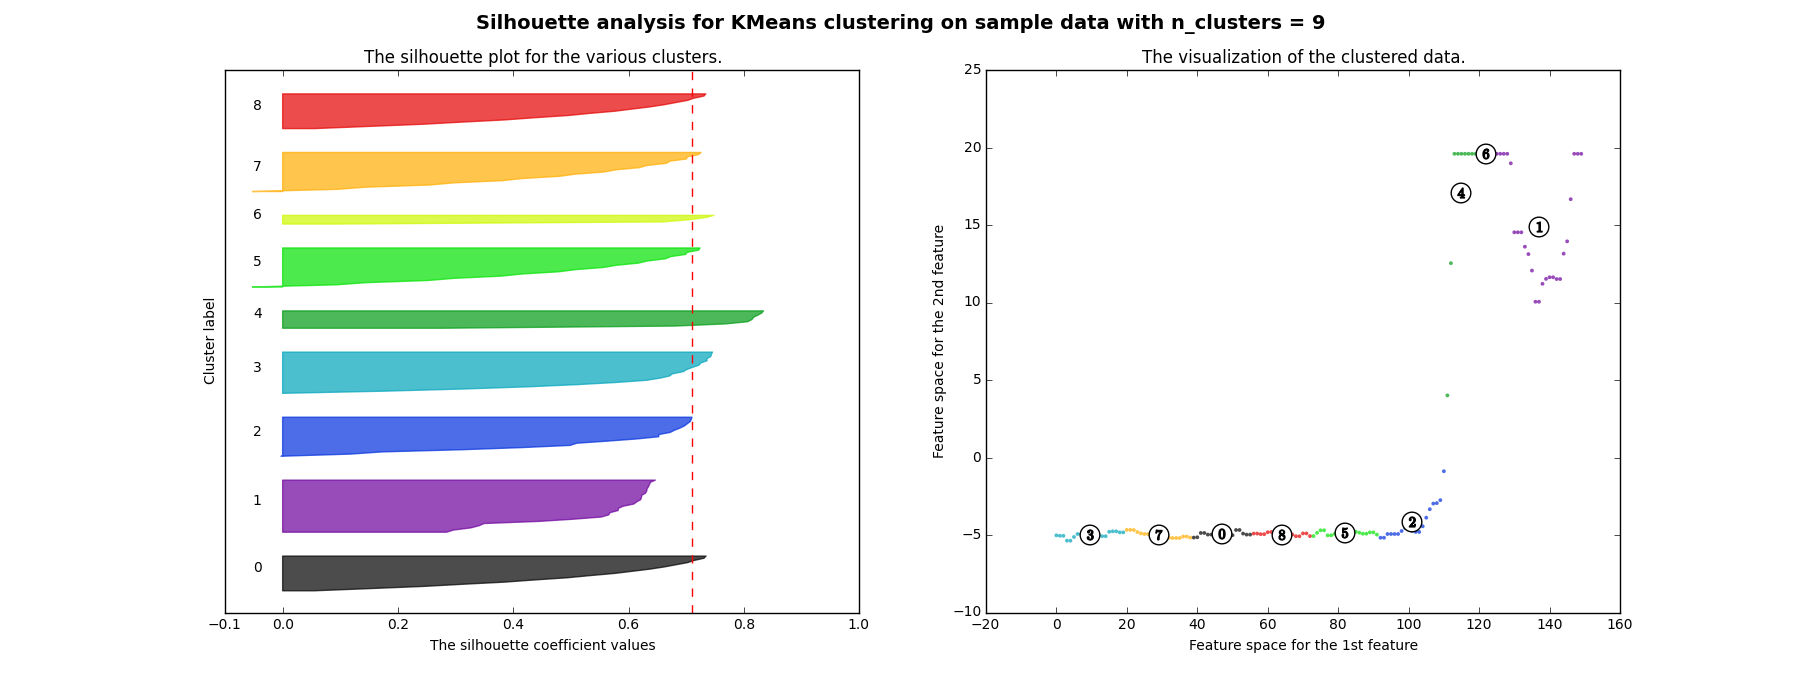 Silhouette analysis for KMeans clustering on sample data with n_clusters = 9
The silhouette plot for the various clusters.
8
7
6
5
4
3
2
1
0
Cluster label
−0.1 0.0 0.2 0.4 0.6 0.8 1.0
The silhouette coefficient values
The visualization of the clustered data.
25
20
15
10
5
0
−5
−10
Feature space for the 2nd feature
6
4
1
3 7 0 8 5 2
−20 0 20 40 60 80 100 120 140 160
Feature space for the 1st feature